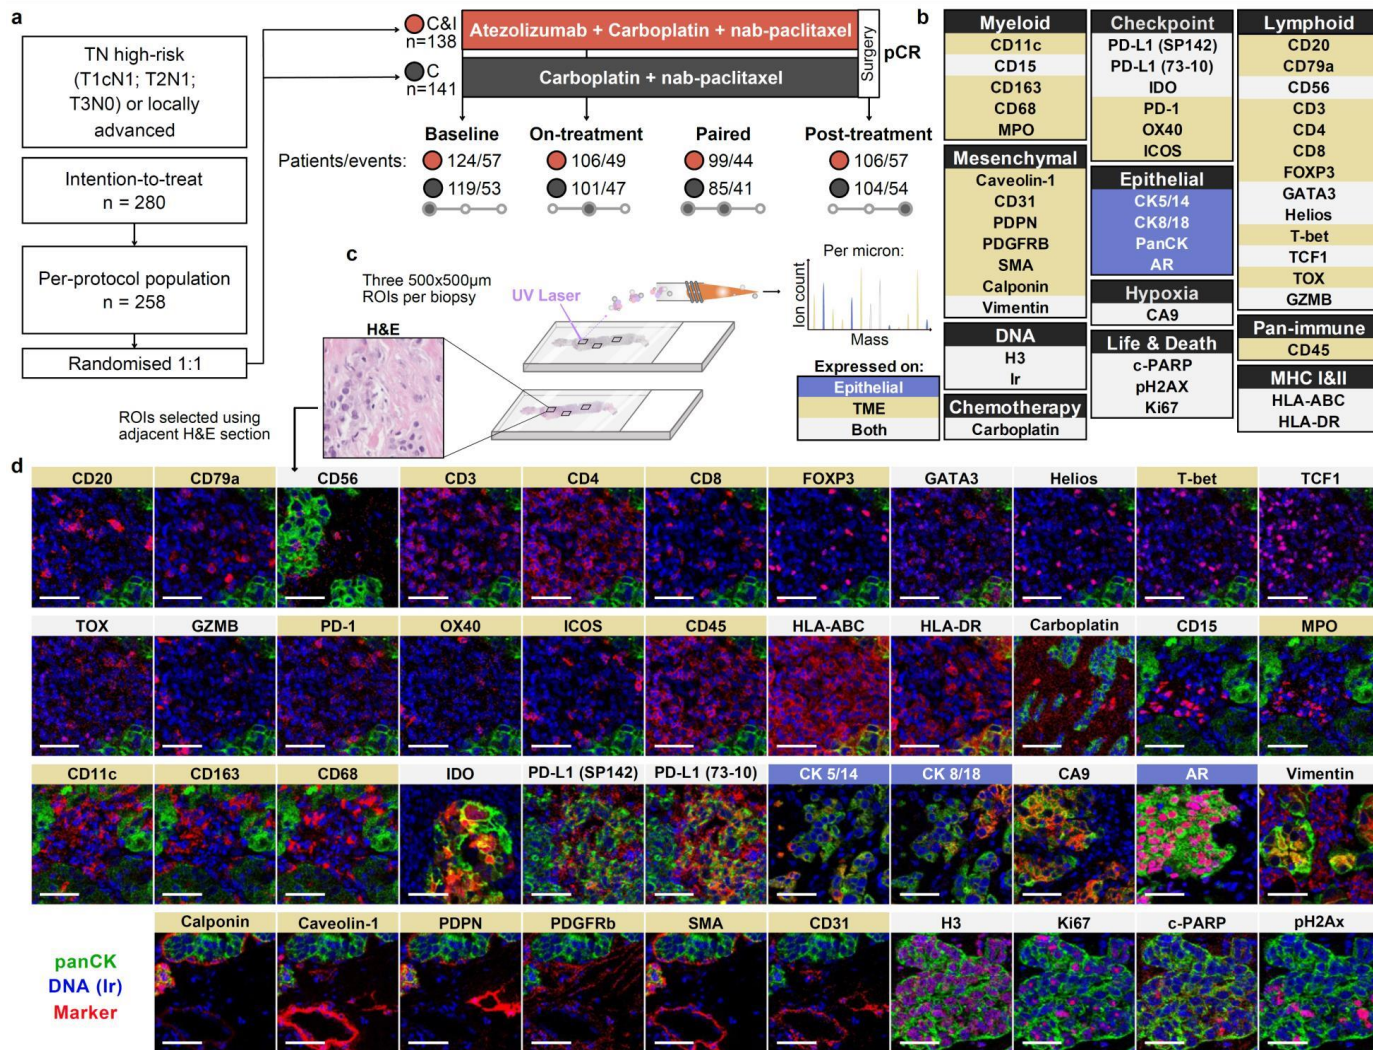 a
TN high-risk
(T1cN1; T2N1;
T3N0) or locally
advanced
Intention-to-treat
n = 280
Per-protocol population
n = 258
Randomised 1:1
C&I
n=138
C
n=141
Atezolizumab + Carboplatin + nab-paclitaxel
Carboplatin + nab-paclitaxel
Surgery
pCR
Baseline
On-treatment
Paired
Post-treatment
Patients/events:
124/57
106/49
99/44
106/57
119/53
101/47
85/41
104/54
b
Myeloid
CD11c
CD15
CD163
CD68
MPO
Mesenchymal
Caveolin-1
CD31
PDPN
PDGFRB
SMA
Calponin
Vimentin
DNA
H3
Ir
Chemotherapy
Carboplatin
Checkpoint
PD-L1 (SP142)
PD-L1 (73-10)
IDO
PD-1
OX40
ICOS
Epithelial
CK5/14
CK8/18
PanCK
AR
Hypoxia
CA9
Life & Death
c-PARP
pH2AX
Ki67
Lymphoid
CD20
CD79a
CD56
CD3
CD4
CD8
FOXP3
GATA3
Helios
T-bet
TCF1
TOX
GZMB
Pan-immune
CD45
MHC I&II
HLA-ABC
HLA-DR
c
Three 500x500µm
ROIs per biopsy
UV Laser
H&E
ROIs selected using
adjacent H&E section
Per micron:
Ion count
Mass
Expressed on:
Epithelial
TME
Both
d
CD20
CD79a
CD56
CD3
CD4
CD8
FOXP3
GATA3
Helios
T-bet
TCF1
TOX
GZMB
PD-1
OX40
ICOS
CD45
HLA-ABC
HLA-DR
Carboplatin
CD15
MPO
CD11c
CD163
CD68
IDO
PD-L1 (SP142)
PD-L1 (73-10)
CK 5/14
CK 8/18
CA9
AR
Vimentin
Calponin
Caveolin-1
PDPN
PDGFRb
SMA
CD31
H3
Ki67
c-PARP
pH2Ax
panCK
DNA (Ir)
Marker